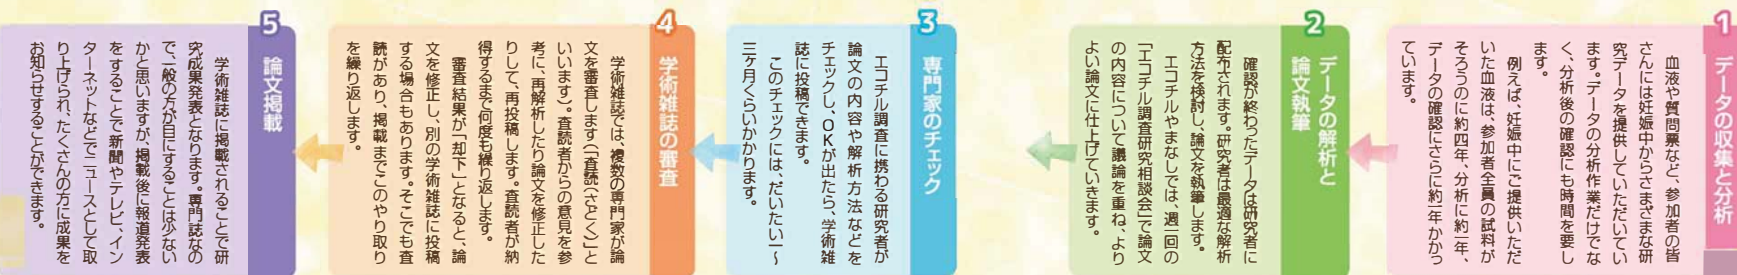 1
データの収集と分析
血液や質問票など、参加者の皆
さんには妊娠中からさまざまな研
究データを提供していただいてい
ます。データの分析作業だけでな
く、分析後の確認にも時間を要し
ます。
例えば、妊娠中にご提供いただ
いた血液は、参加者全員の試料が
そろうのに約四年、分析に約一年、
データの確認にさらに約一年かかっ
ています。
2
データの解析と
論文執筆
確認が終わったデータは研究者に
配布されます。研究者は最適な解析
方法を検討し、論文を執筆します。
エコチルやまなしでは、週一回の
「エコチル調査研究相談会」で論文
の内容について議論を重ね、より
よい論文に仕上げていきます。
3
専門家のチェック
エコチル調査に携わる研究者が
論文の内容や解析方法などを
チェックし、OKが出たら、学術雑
誌に投稿できます。
このチェックには、だいたい一〜
三ヶ月くらいかかります。
4
学術雑誌の審査
学術雑誌では、複数の専門家が論
文を審査します(「査読(さどく)」と
いいます)。査読者からの意見を参
考に、再解析したり論文を修正した
りして、再投稿します。査読者が納
得するまで何度も繰り返します。
審査結果が「却下」となると、論
文を修正し、別の学術雑誌に投稿
する場合もあります。そこでも査
読があり、掲載までこのやり取り
を繰り返します。
5
論文掲載
学術雑誌に掲載されることで研
究成果発表となります。専門誌なの
で、一般の方が目にすることは少ない
かと思いますが、掲載後に報道発表
をすることで新聞やテレビ、イン
ターネットなどでニュースとして取
り上げられ、たくさんの方に成果を
お知らせすることができます。